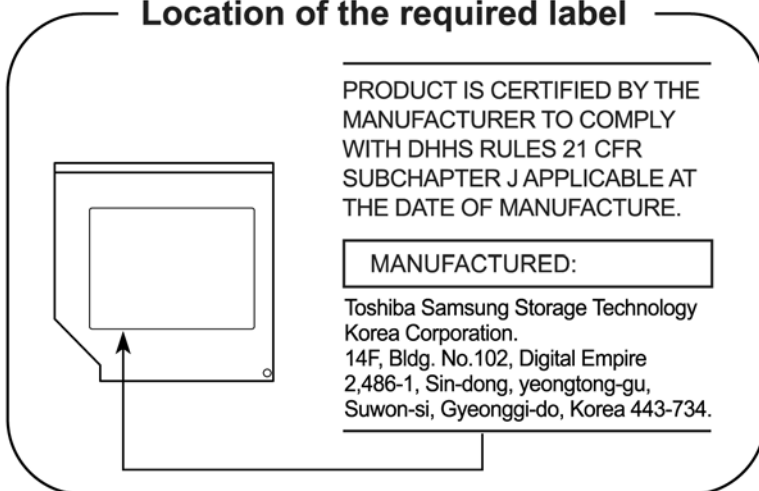 Location of the required label
PRODUCT IS CERTIFIED BY THE
MANUFACTURER TO COMPLY
WITH DHHS RULES 21 CFR
SUBCHAPTER J APPLICABLE AT
THE DATE OF MANUFACTURE.
MANUFACTURED:
Toshiba Samsung Storage Technology
Korea Corporation.
14F, Bldg. No.102, Digital Empire
2,486-1, Sin-dong, yeongtong-gu,
Suwon-si, Gyeonggi-do, Korea 443-734.